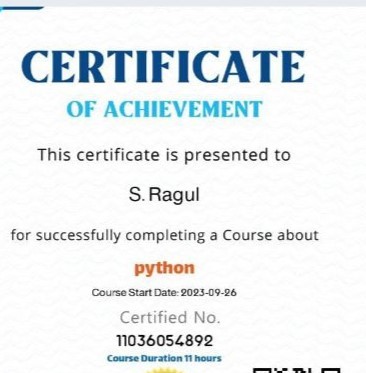 CERTIFICATE
OF ACHIEVEMENT
This certificate is presented to
S. Ragul
for successfully completing a Course about
python
Course Start Date: 2023-09-26
Certified No.
11036054892
Course Duration 11 hours